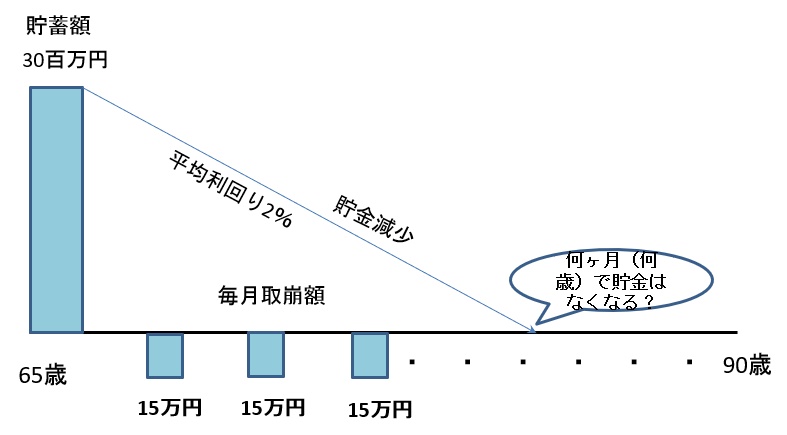 貯蓄額
30百万円
平均利回り2%
貯金減少
何ヶ月（何
歳）で貯金は
なくなる？
毎月取崩額
65歳
90歳
15万円
15万円
15万円